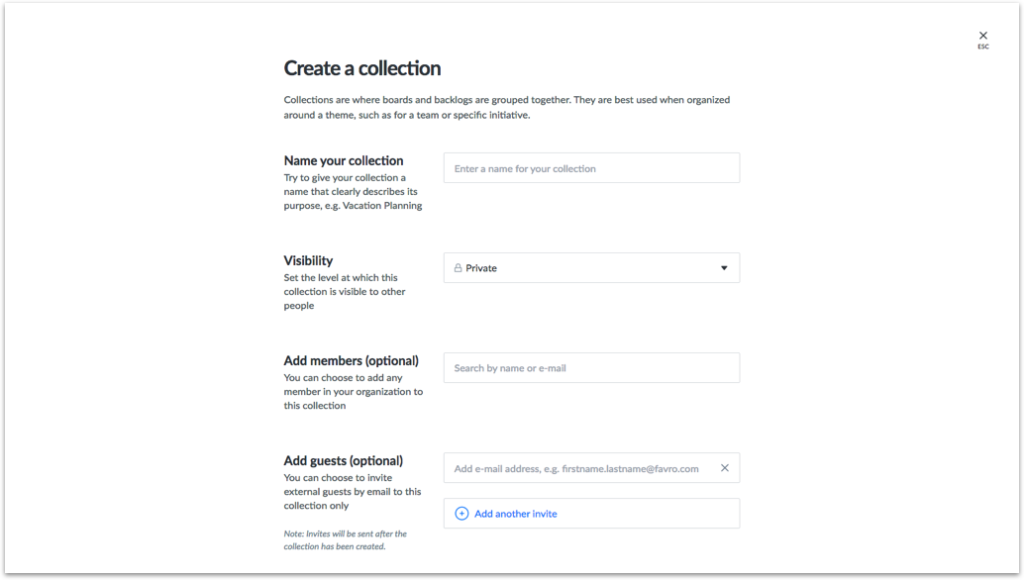 ESC
Create a collection
Collections are where boards and backlogs are grouped together. They are best used when organized
around a theme, such as for a team or specific initiative.
Name your collection
Try to give your collection a
name that clearly describes its
purpose, e.g. Vacation Planning
Enter a name for your collection
Visibility
Set the level at which this
collection is visible to other
people
Private
Add members (optional)
You can choose to add any
member in your organization to
this collection
Search by name or e-mail
Add guests (optional)
You can choose to invite
external guests by email to this
collection only
Note: Invites will be sent after the
collection has been created.
Add e-mail address, e.g. firstname.lastname@favro.com
Add another invite